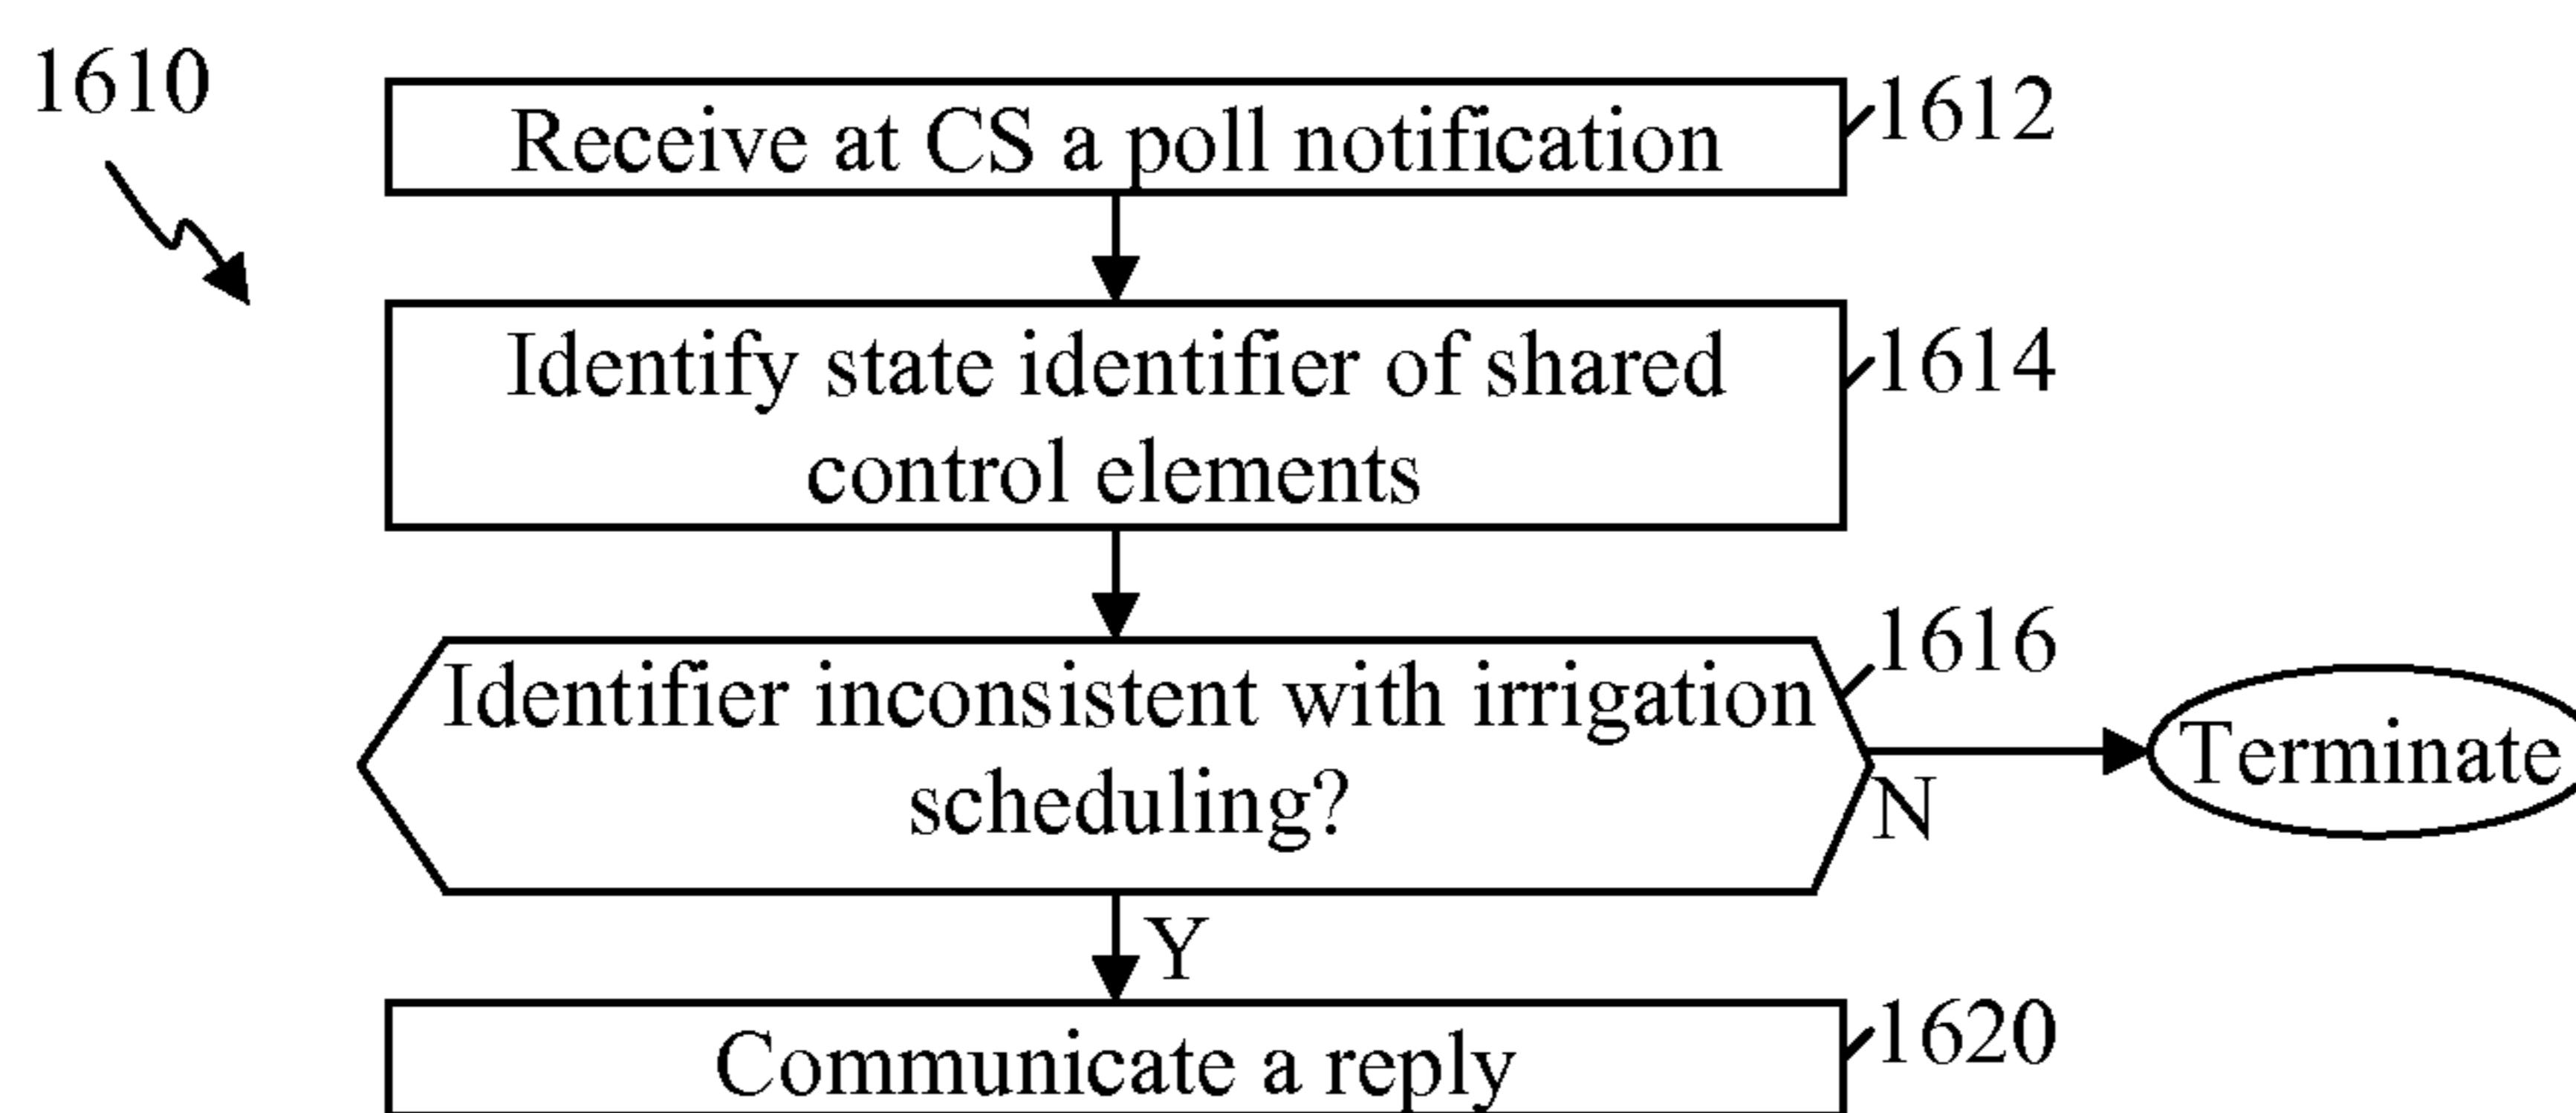 1610
Receive at CS a poll notification
1612
Identify state identifier of shared
control elements
1614
Identifier inconsistent with irrigation
scheduling?
1616
N
Terminate
Y
Communicate a reply
1620